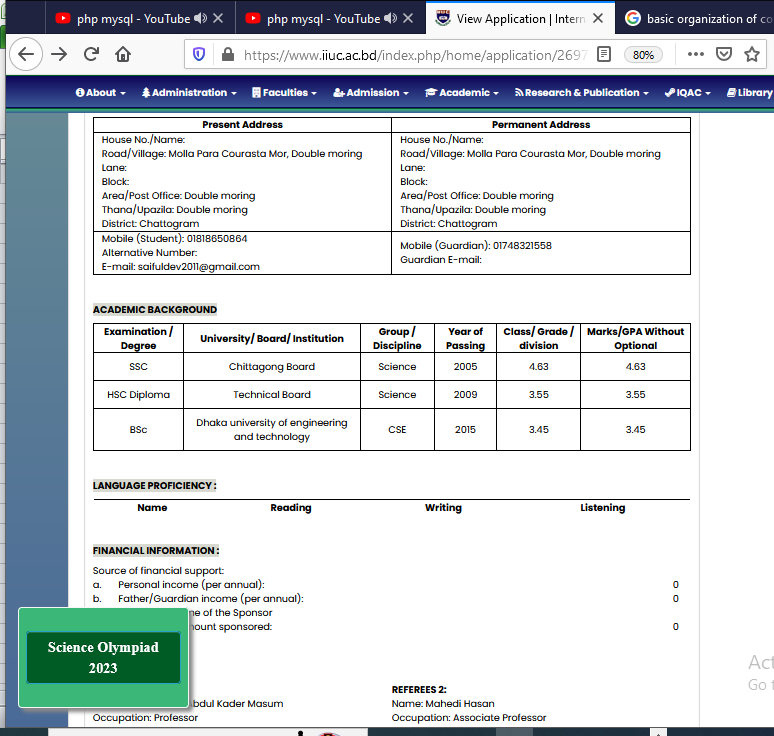 php mysql - YouTube
php mysql - YouTube
View Application | Intern
basic organization of co
https://www.iiuc.ac.bd/index.php/home/application/2697
80%
About
Administration
Faculties
Admission
Academic
Research & Publication
IQAC
Library
Present Address Permanent Address
House No./Name: House No./Name:
Road/Village: Molla Para Courasta Mor, Double moring Road/Village: Molla Para Courasta Mor, Double moring
Lane: Lane:
Block: Block:
Area/Post Office: Double moring Area/Post Office: Double moring
Thana/Upazila: Double moring Thana/Upazila: Double moring
District: Chattogram District: Chattogram
Mobile (Student): 01818650864
Alternative Number:
E-mail: saifuldev2011@gmail.com
Mobile (Guardian): 01748321558
Guardian E-mail:
ACADEMIC BACKGROUND
Examination / Degree University/ Board/ Institution Group / Discipline Year of Passing Class/ Grade / division Marks/GPA Without Optional
SSC Chittagong Board Science 2005 4.63 4.63
HSC Diploma Technical Board Science 2009 3.55 3.55
BSc Dhaka university of engineering and technology CSE 2015 3.45 3.45
LANGUAGE PROFICIENCY :
Name Reading Writing Listening
FINANCIAL INFORMATION :
Source of financial support:
a. Personal income (per annual): 0
b. Father/Guardian income (per annual): 0
me of the Sponsor
ount sponsored: 0
Science Olympiad
2023
REFEREES 2:
bdul Kader Masum Name: Mahedi Hasan
Occupation: Professor Occupation: Associate Professor
Act
Go t